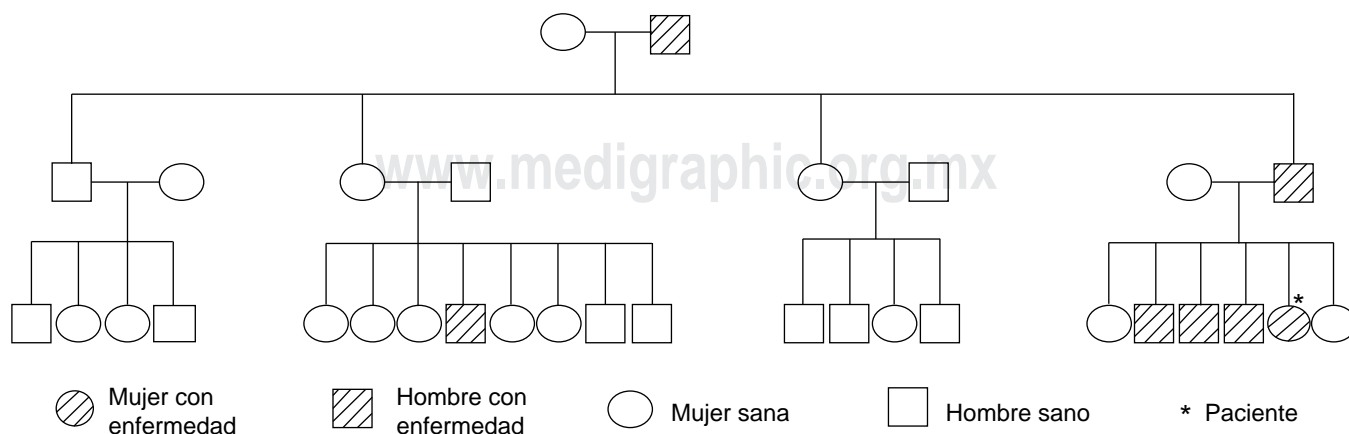 www.medigraphic.org.mx
*
Mujer con
enfermedad
Hombre con
enfermedad
Mujer sana
Hombre sano
* Paciente